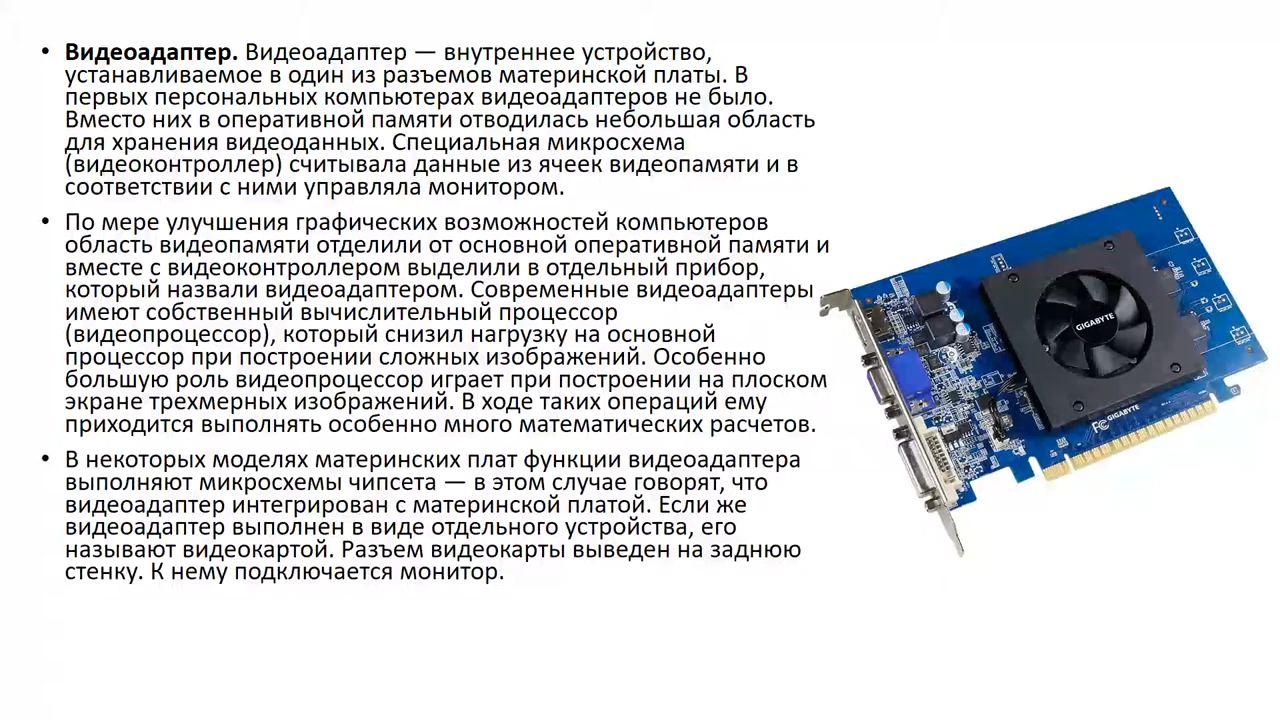 • Видеоадаптер. Видеоадаптер — внутреннее устройство,
устанавливаемое в один из разъемов материнской платы. В
первых персональных компьютерах видеоадаптеров не было.
Вместо них в оперативной памяти отводилась небольшая область
для хранения видеоданных. Специальная микросхема
(видеоконтроллер) считывала данные из ячеек видеопамяти и в
соответствии с ними управляла монитором.
• По мере улучшения графических возможностей компьютеров
область видеопамяти отделили от основной оперативной памяти и
вместе с видеоконтроллером выделили в отдельный прибор,
который назвали видеоадаптером. Современные видеоадаптеры
имеют собственный вычислительный процессор
(видеопроцессор), который снизил нагрузку на основной
процессор при построении сложных изображений. Особенно
большую роль видеопроцессор играет при построении на плоском
экране трехмерных изображений. В ходе таких операций ему
приходится выполнять особенно много математических расчетов.
• В некоторых моделях материнских плат функции видеоадаптера
выполняют микросхемы чипсета — в этом случае говорят, что
видеоадаптер интегрирован с материнской платой. Если же
видеоадаптер выполнен в виде отдельного устройства, его
называют видеокартой. Разъем видеокарты выведен на заднюю
стенку. К нему подключается монитор.
GIGABYTE
FC GIGABYTE